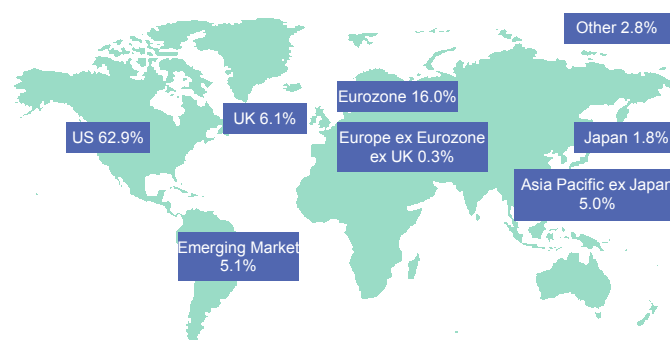 Other 2.8%
Eurozone 16.0%
UK 6.1%
US 62.9%
Europe ex Eurozone
ex UK 0.3%
Japan 1.8%
Asia Pacific ex Japan
5.0%
Emerging Market
5.1%